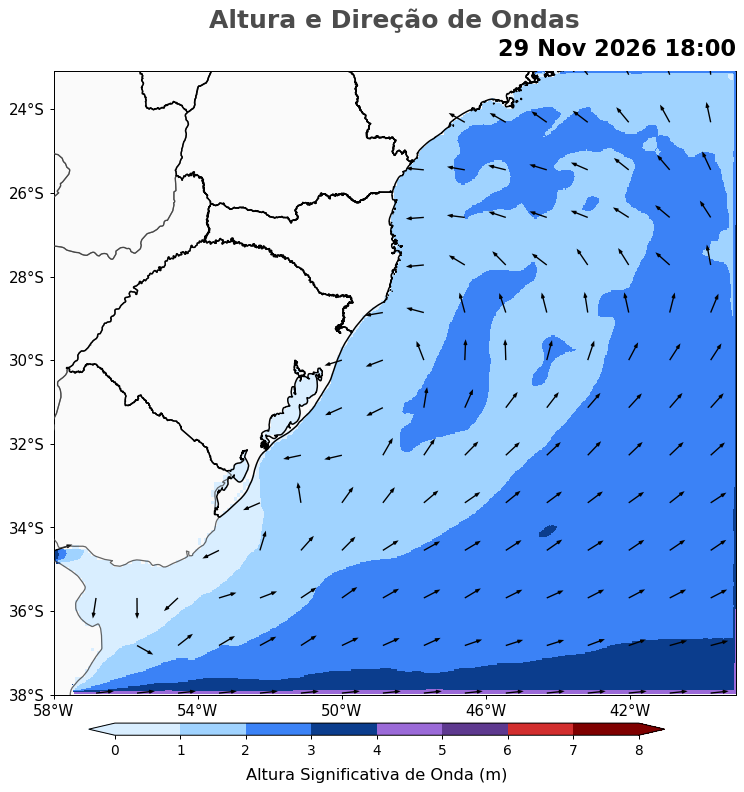 Altura e Direção de Ondas
29 Nov 2026 18:00
24°S
26°S
28°S
30°S
32°S
34°S
36°S
38°S
58°W 54°W 50°W 46°W 42°W
0 1 2 3 4 5 6 7 8
Altura Significativa de Onda (m)